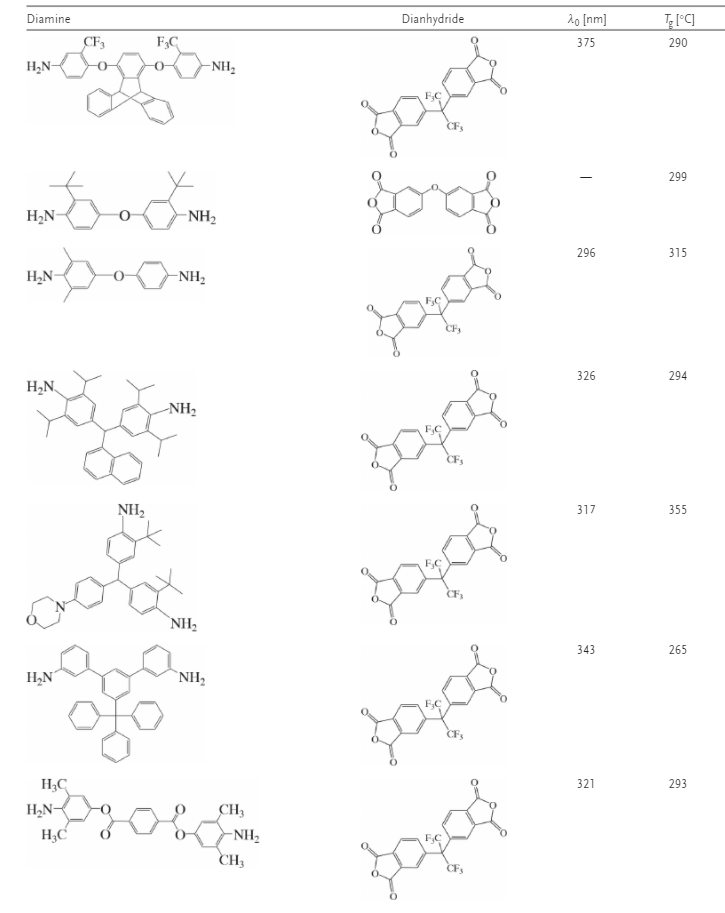 Diamine Dianhydride λ0 [nm] Tg [°C]
CF3 F3C
H2N O O NH2
375 290
O O O
F3C
CF3
O O O
H2N O NH2
O O O O O O O
— 299
H2N O NH2
296 315
O O O
F3C
CF3
O O O
H2N
NH2
326 294
O O O
F3C
CF3
O O O
NH2
N
O
NH2
317 355
O O O
F3C
CF3
O O O
H2N NH2
343 265
O O O
F3C
CF3
O O O
H3C
H2N O O CH3
H3C O O NH2
CH3
321 293
O O O
F3C
CF3
O O O